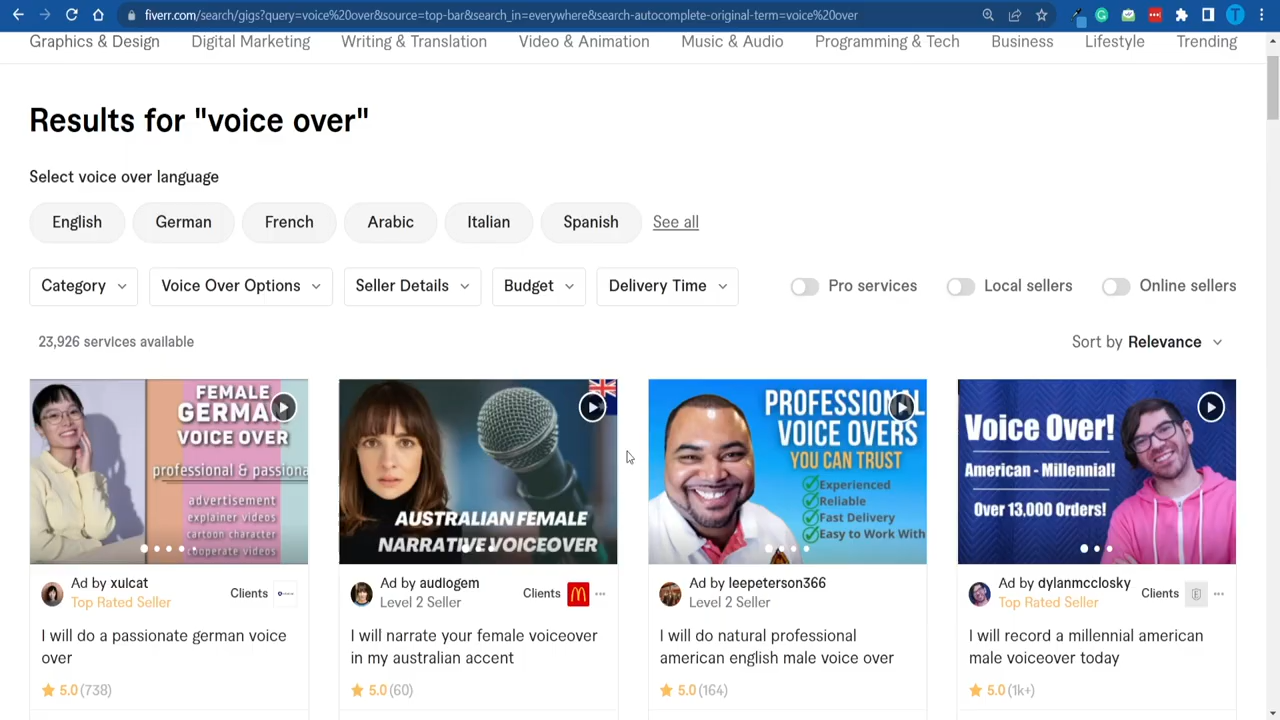 fiverr.com/search/gigs?query=voice%20over&source=top-bar&search_in=everywhere&search-autocomplete-original-term=voice%20over
T
Graphics & Design Digital Marketing Writing & Translation Video & Animation Music & Audio Programming & Tech Business Lifestyle Trending
Results for "voice over"
Select voice over language
English German French Arabic Italian Spanish See all
Category Voice Over Options Seller Details Budget Delivery Time Pro services Local sellers Online sellers
23,926 services available Sort by Relevance
FEMALE
GERMA
VOICE OVER
professional & passiona
advertisement
explainer videos
cartoon character
cooperate videos
AUSTRALIAN FEMALE
NARRATIVE VOICEOVER
PROFESSIONAL
VOICE OVERS
YOU CAN TRUST
Experienced
Reliable
Fast Delivery
Easy to Work With
Voice Over!
American - Millennial!
Over 13,000 Orders!
Ad by xulcat
Top Rated Seller
Clients
I will do a passionate german voice
over
5.0 (738)
Ad by audlogem
Level 2 Seller
Clients
I will narrate your female voiceover
in my australian accent
5.0 (60)
Ad by leepeterson366
Level 2 Seller
I will do natural professional
american english male voice over
5.0 (164)
Ad by dylanmcclosky
Top Rated Seller
Clients
I will record a millennial american
male voiceover today
5.0 (1k+)